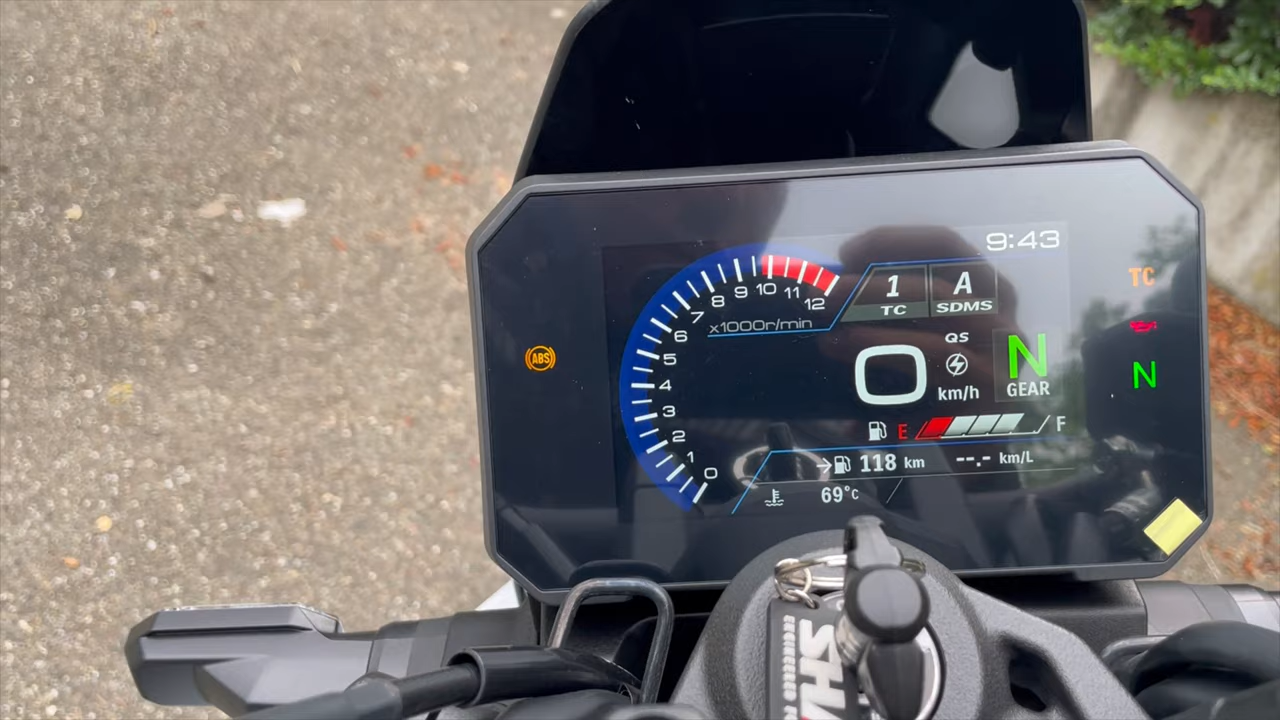 9:43
1
TC
A
SDMS
TC
12
11
10
9
8
7
6
5
4
3
2
1
0
x1000r/min
ABS
0
QS
km/h
N
GEAR
N
E
F
118 km
--.- km/L
69°C